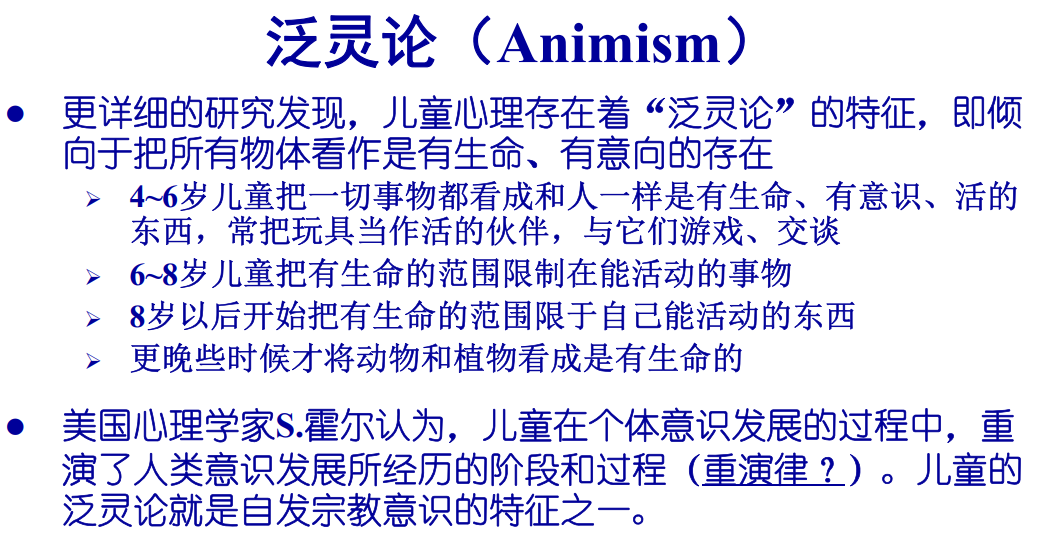 泛灵论（Animism）
● 更详细的研究发现，儿童心理存在着“泛灵论”的特征，即倾
向于把所有物体看作是有生命、有意向的存在
➢ 4~6岁儿童把一切事物都看成和人一样是有生命、有意识、活的
东西，常把玩具当作活的伙伴，与它们游戏、交谈
➢ 6~8岁儿童把有生命的范围限制在能活动的事物
➢ 8岁以后开始把有生命的范围限于自己能活动的东西
➢ 更晚些时候才将动物和植物看成是有生命的
● 美国心理学家S.霍尔认为，儿童在个体意识发展的过程中，重
演了人类意识发展所经历的阶段和过程（重演律？）。儿童的
泛灵论就是自发宗教意识的特征之一。